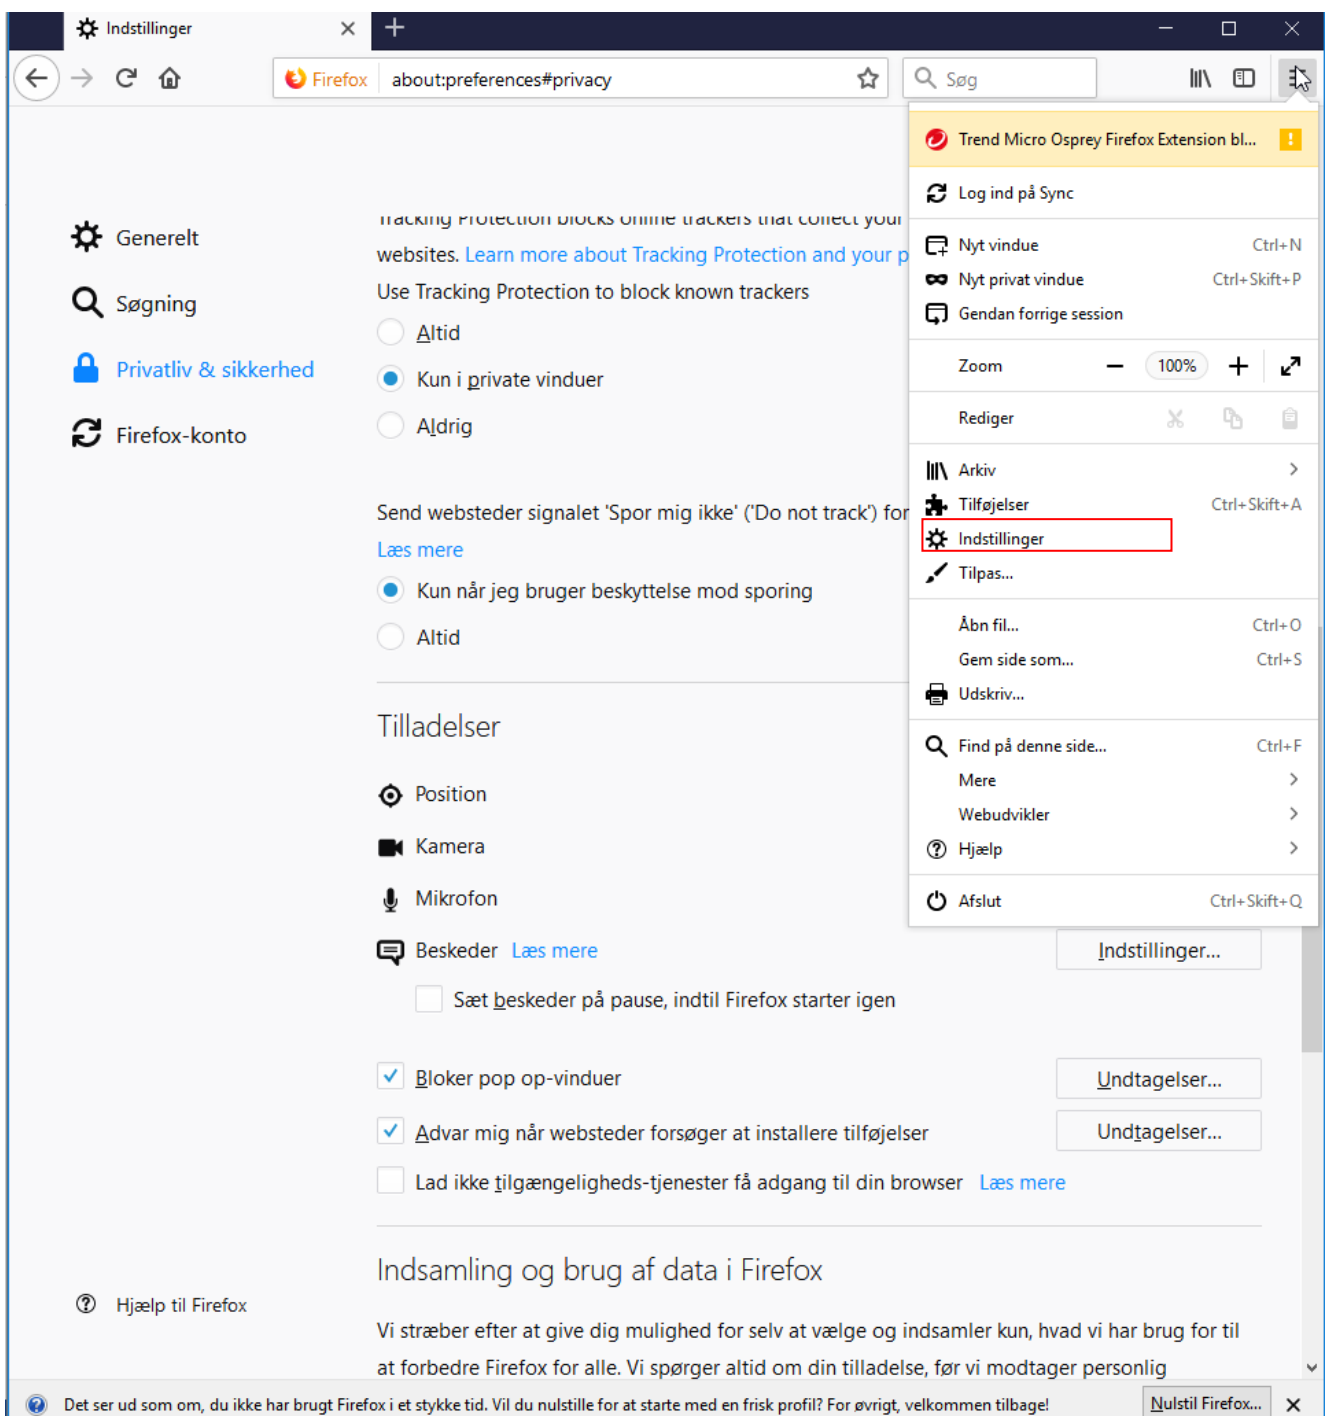 Indstillinger
Firefox about:preferences#privacy
Søg
Trend Micro Osprey Firefox Extension bl...
Log ind på Sync
Nyt vindue Ctrl+N
Nyt privat vindue Ctrl+Skift+P
Gendan forrige session
Zoom 100%
Rediger
Arkiv
Tilføjelser Ctrl+Skift+A
Indstillinger
Tilpas...
Åbn fil... Ctrl+O
Gem side som... Ctrl+S
Udskriv...
Find på denne side... Ctrl+F
Mere
Webudvikler
Hjælp
Afslut Ctrl+Skift+Q
Generelt
Søgning
Privatliv & sikkerhed
Firefox-konto
Tracking Protection blocks online trackers that collect your
websites. Learn more about Tracking Protection and your p
Use Tracking Protection to block known trackers
Altid
Kun i private vinduer
Aldrig
Send websteder signalet 'Spor mig ikke' ('Do not track') for
Læs mere
Kun når jeg bruger beskyttelse mod sporing
Altid
Tilladelser
Position
Kamera
Mikrofon
Beskeder Læs mere Indstillinger...
Sæt beskeder på pause, indtil Firefox starter igen
Bloker pop op-vinduer Undtagelser...
Advar mig når websteder forsøger at installere tilføjelser Undtagelser...
Lad ikke tilgængeligheds-tjenester få adgang til din browser Læs mere
Indsamling og brug af data i Firefox
Vi stræber efter at give dig mulighed for selv at vælge og indsamler kun, hvad vi har brug for til
at forbedre Firefox for alle. Vi spørger altid om din tilladelse, før vi modtager personlig
Hjælp til Firefox
Det ser ud som om, du ikke har brugt Firefox i et stykke tid. Vil du nulstille for at starte med en frisk profil? For øvrigt, velkommen tilbage! Nulstil Firefox...